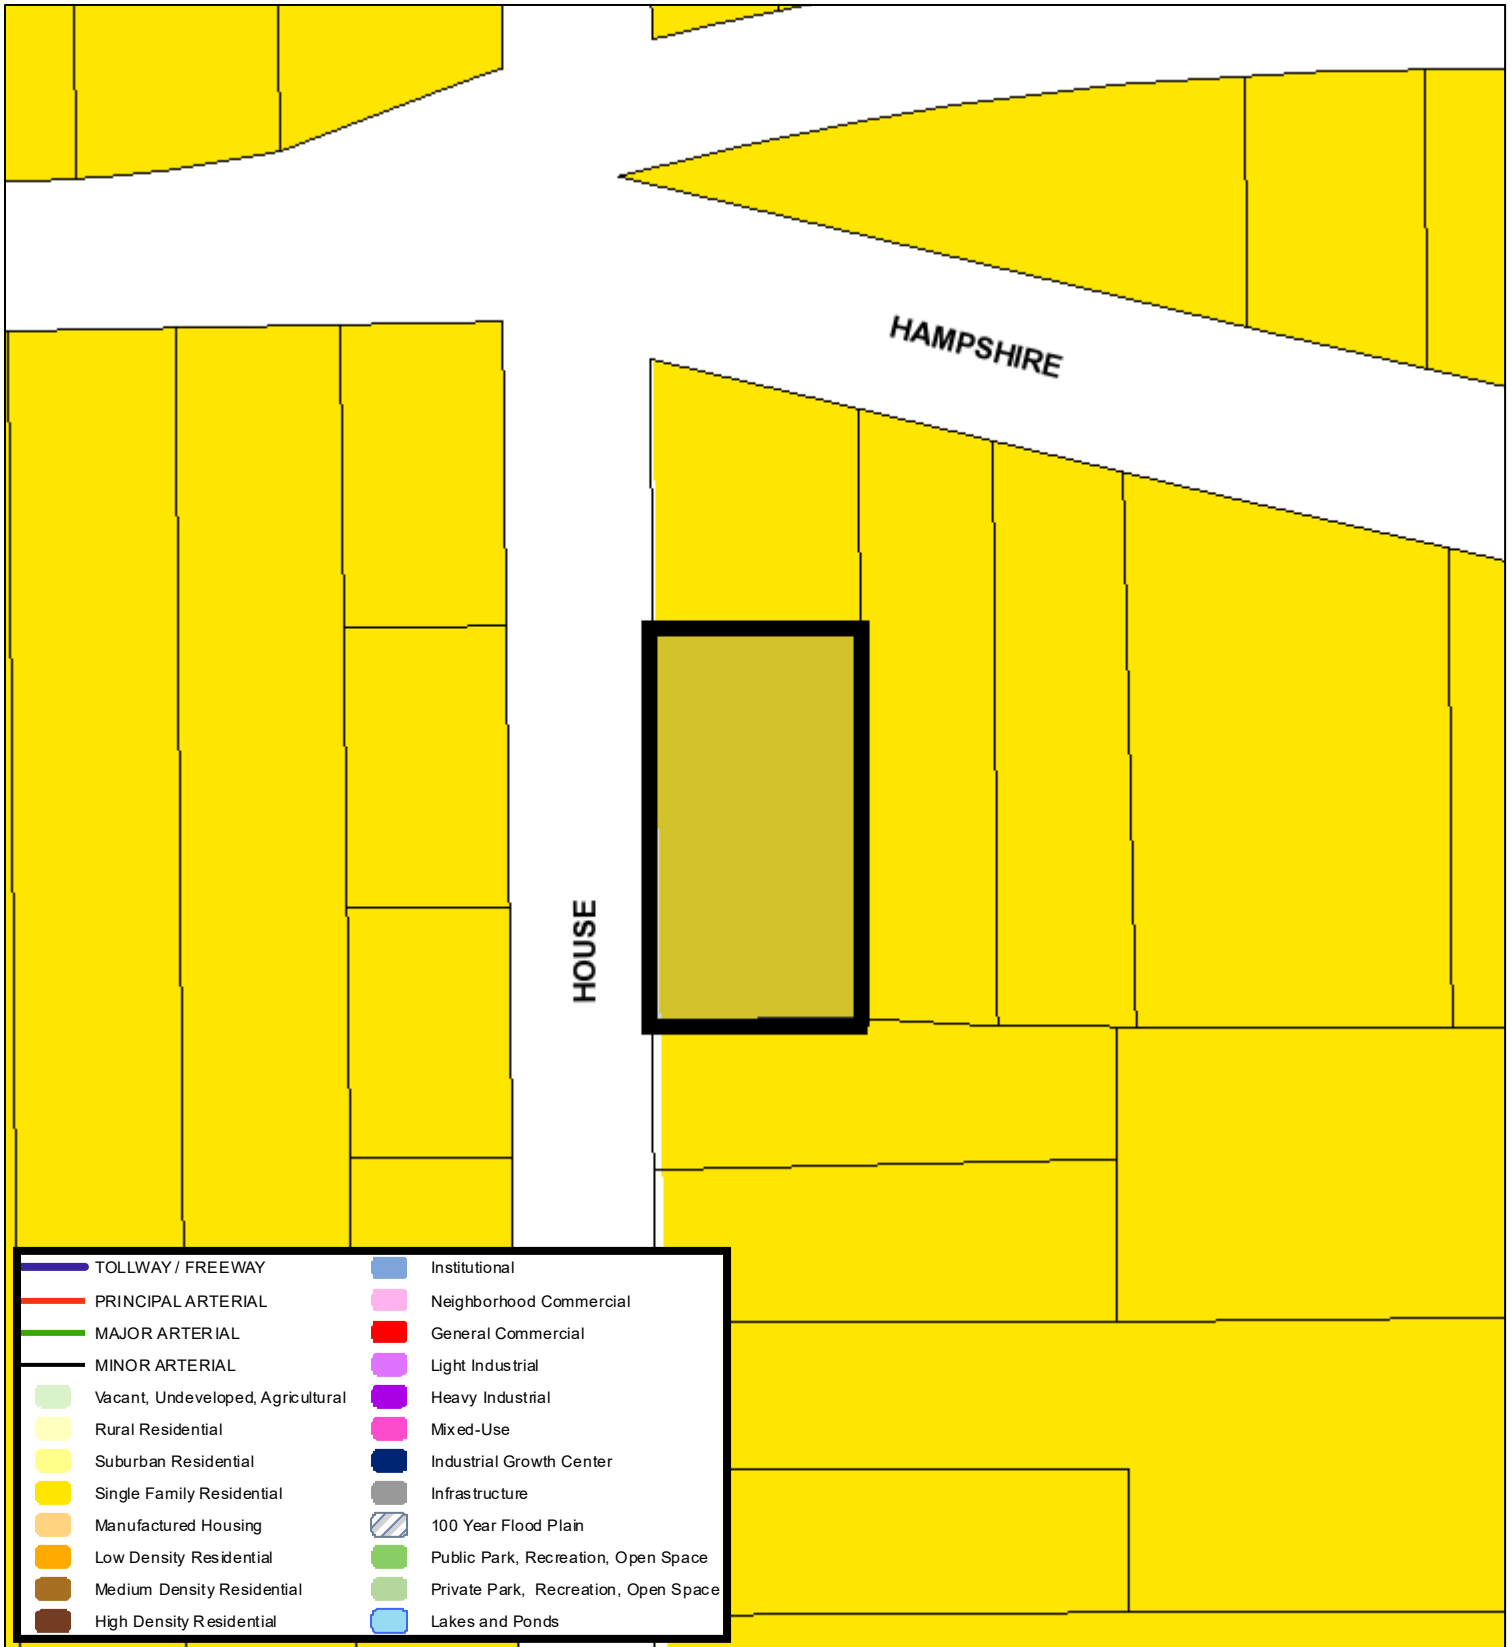 HAMPSHIRE
HOUSE
TOLLWAY / FREEWAY
PRINCIPAL ARTERIAL
MAJOR ARTERIAL
MINOR ARTERIAL
Vacant, Undeveloped, Agricultural
Rural Residential
Suburban Residential
Single Family Residential
Manufactured Housing
Low Density Residential
Medium Density Residential
High Density Residential
Institutional
Neighborhood Commercial
General Commercial
Light Industrial
Heavy Industrial
Mixed-Use
Industrial Growth Center
Infrastructure
100 Year Flood Plain
Public Park, Recreation, Open Space
Private Park, Recreation, Open Space
Lakes and Ponds